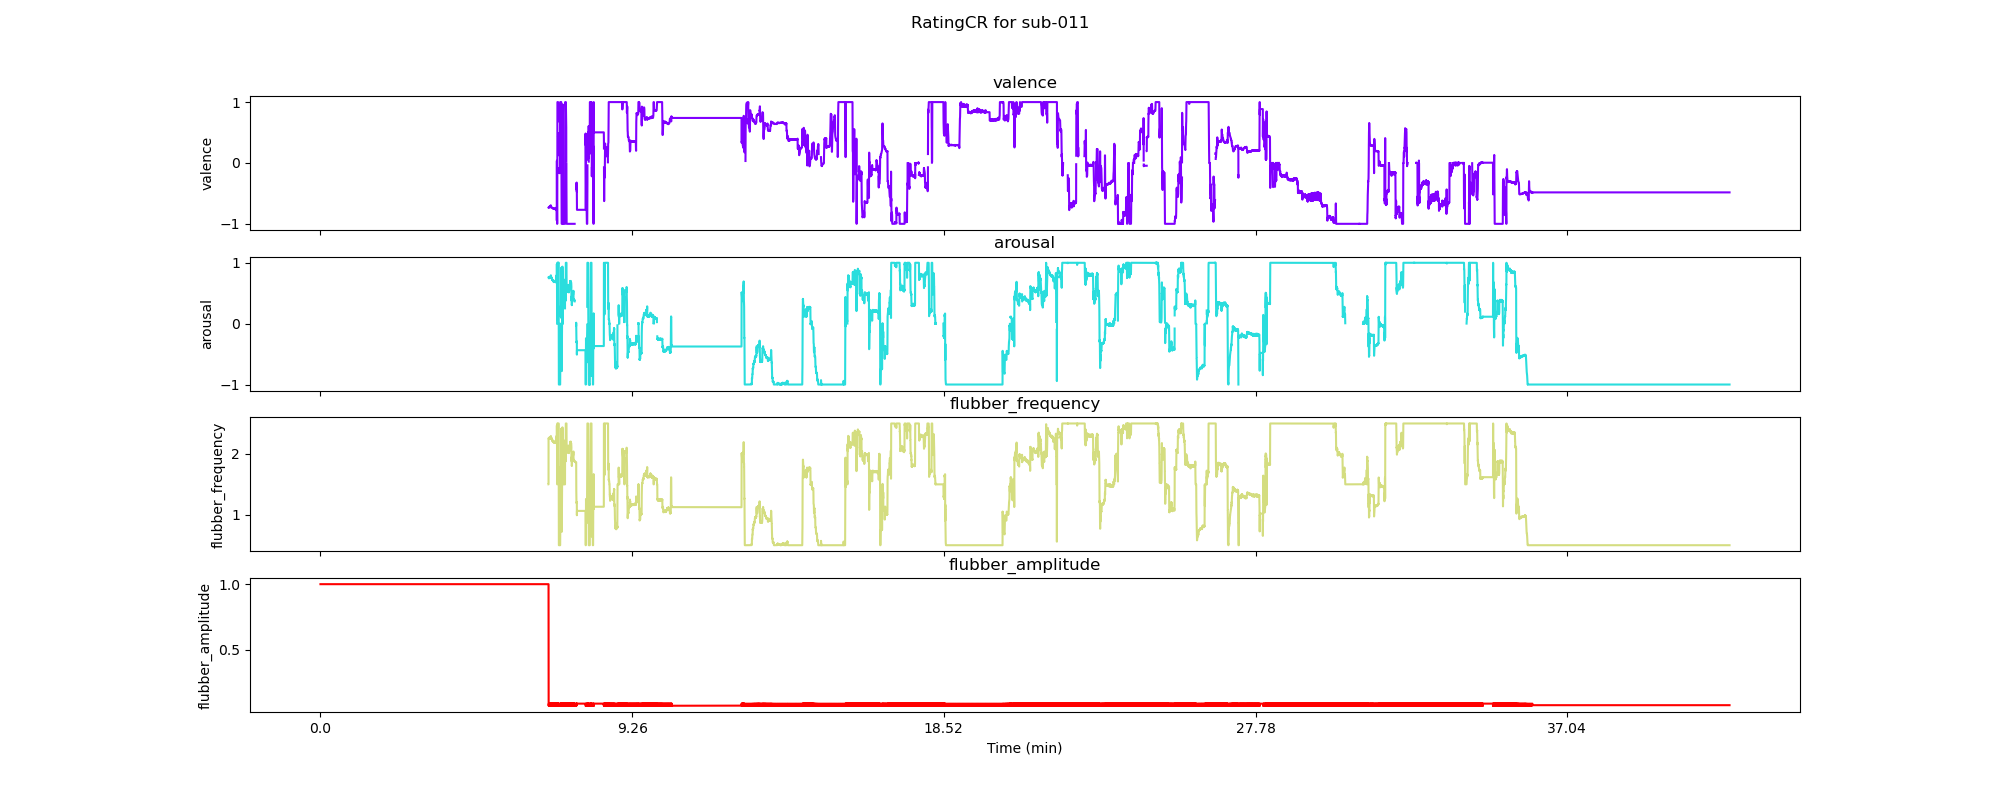 RatingCR for sub-011
valence
valence
1
0
−1
arousal
arousal
1
0
−1
flubber_frequency
flubber_frequency
2
1
flubber_amplitude
flubber_amplitude
1.0
0.5
0.0 9.26 18.52 27.78 37.04
Time (min)